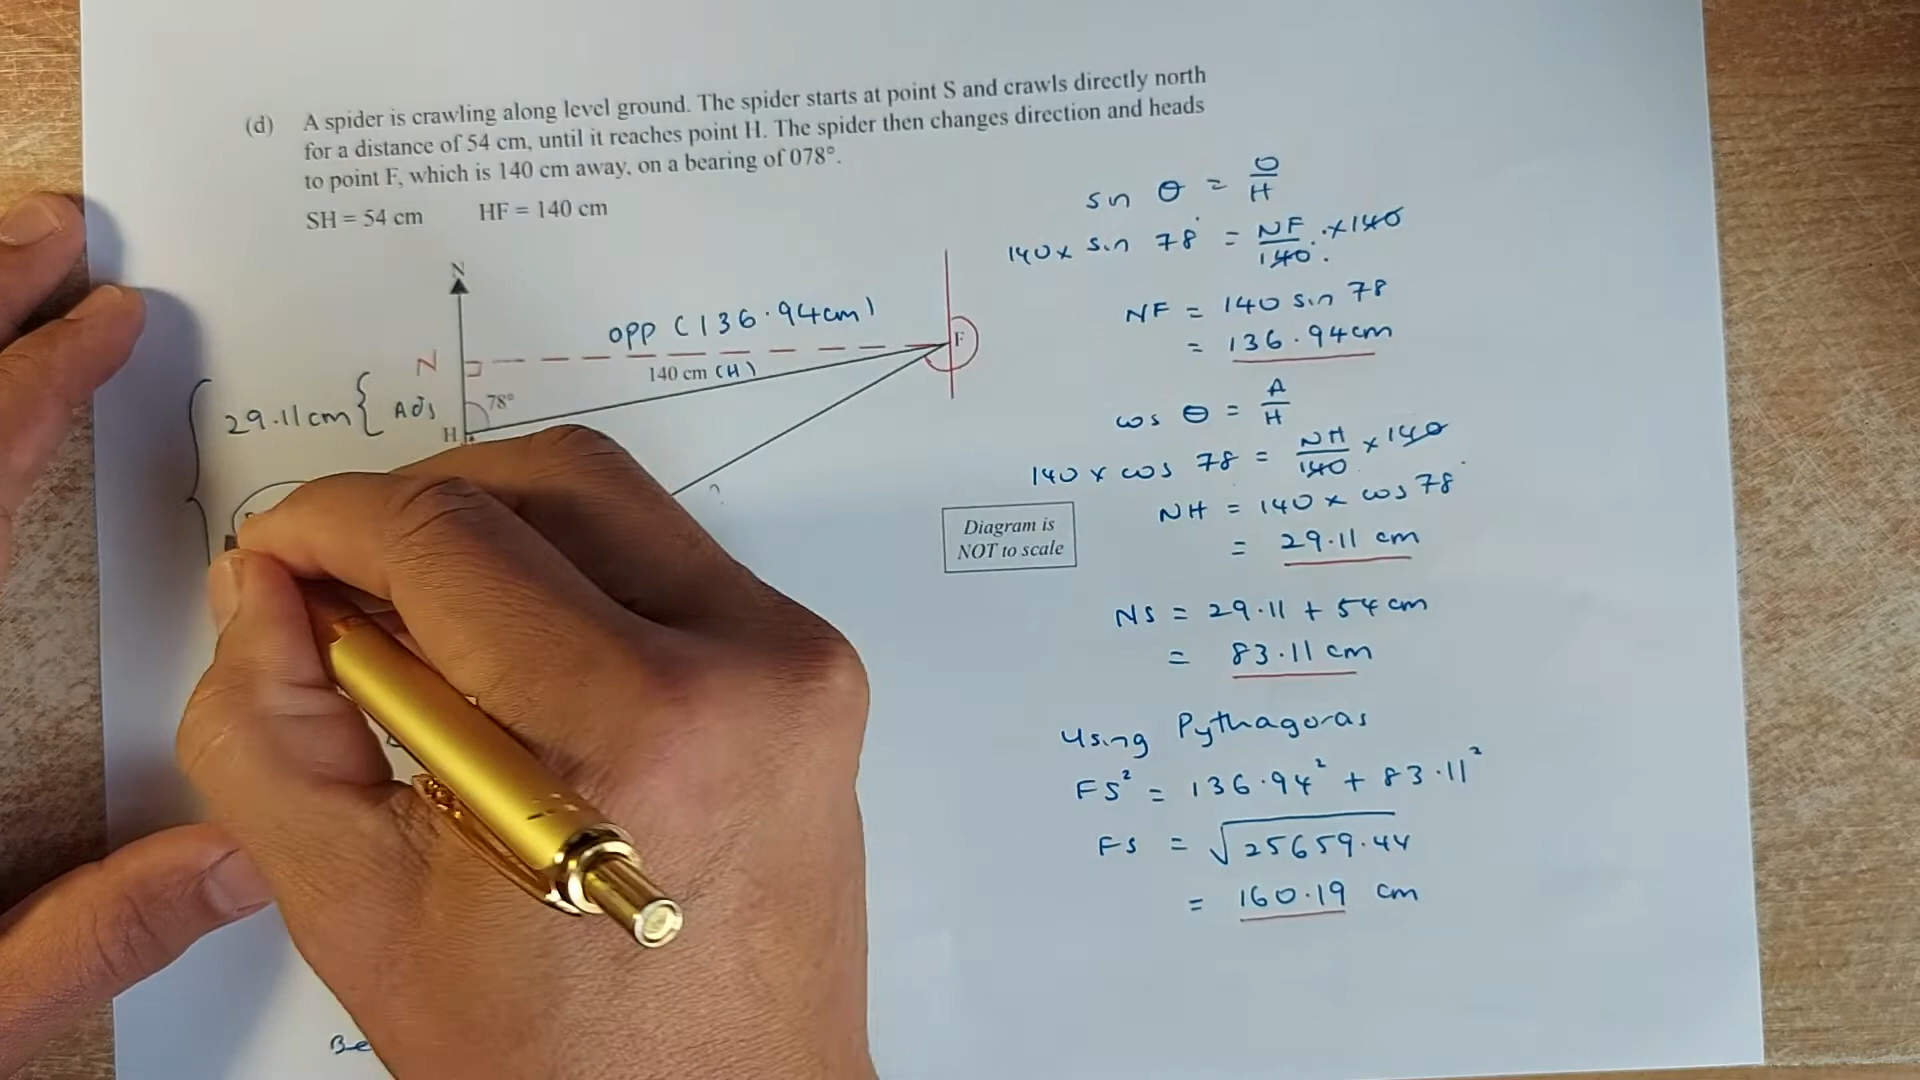 (d) A spider is crawling along level ground. The spider starts at point S and crawls directly north
for a distance of 54 cm, until it reaches point H. The spider then changes direction and heads
to point F, which is 140 cm away, on a bearing of 078°.
SH = 54 cm HF = 140 cm
N
opp (136.94cm)
F
N
140 cm (H)
78°
29.11cm { Adj
H
?
Diagram is
NOT to scale
Be
sin θ = O/H
140 x sin 78 = NF/140 x 140
NF = 140 sin 78
= 136.94cm
cos θ = A/H
140 x cos 78 = NH/140 x 140
NH = 140 x cos 78
= 29.11 cm
NS = 29.11 + 54 cm
= 83.11 cm
Using Pythagoras
FS² = 136.94² + 83.11²
FS = √25659.44
= 160.19 cm